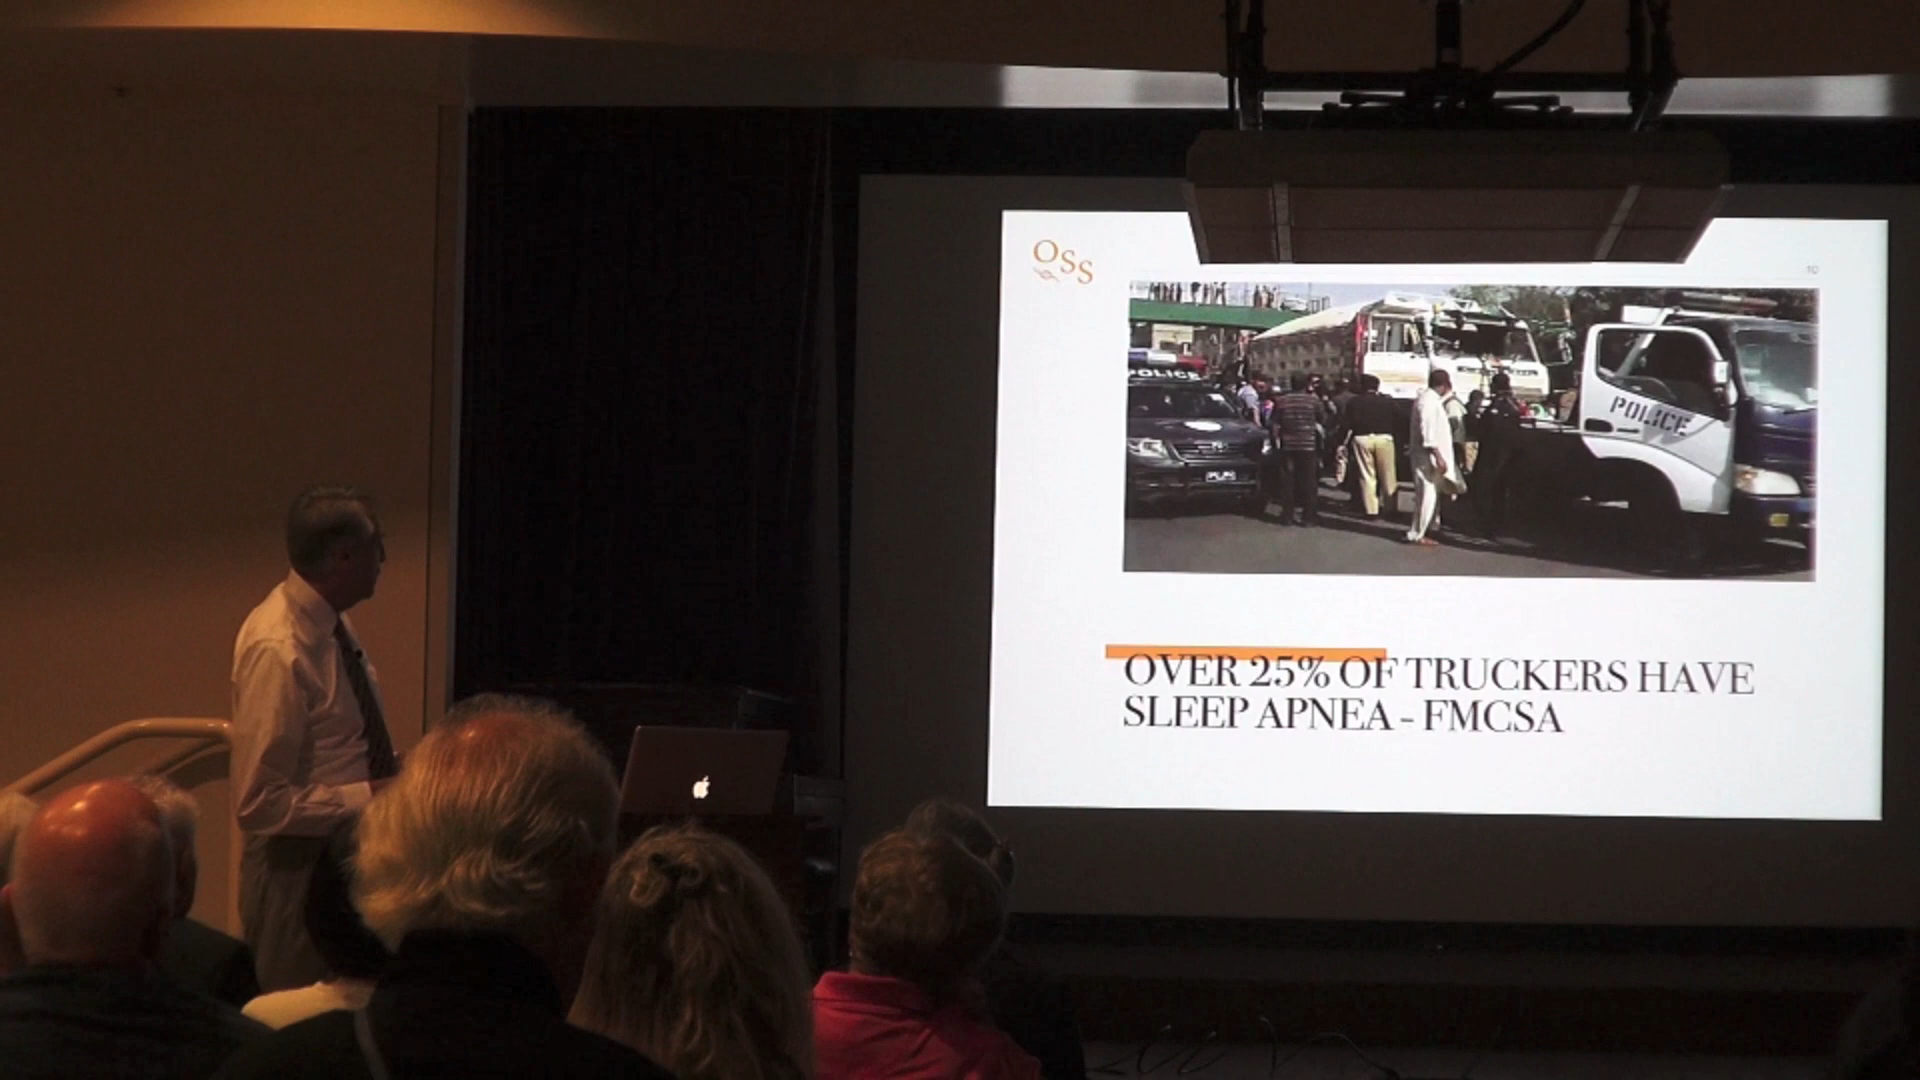 OSS
10
POLICE
POLICE
OVER 25% OF TRUCKERS HAVE
SLEEP APNEA - FMCSA